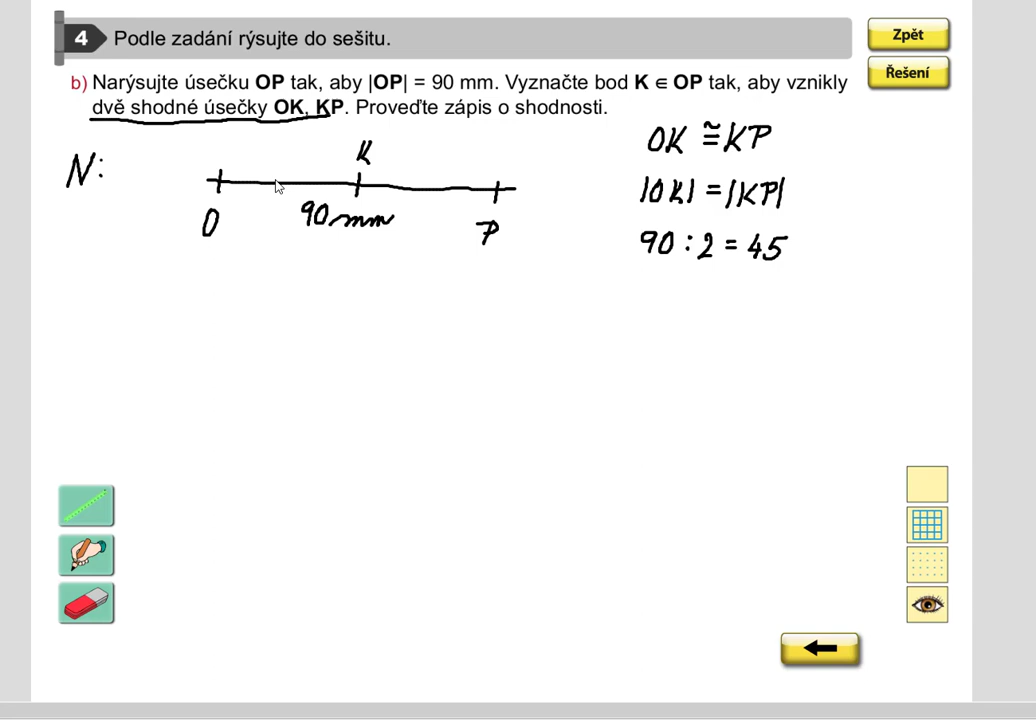 4 Podle zadání rýsujte do sešitu.
Zpět
Řešení
b) Narýsujte úsečku OP tak, aby |OP| = 90 mm. Vyznačte bod K ∈ OP tak, aby vznikly
dvě shodné úsečky OK, KP. Proveďte zápis o shodnosti.
N:
K
O
90 mm
P
OK ≅ KP
|OK| = |KP|
90 : 2 = 45